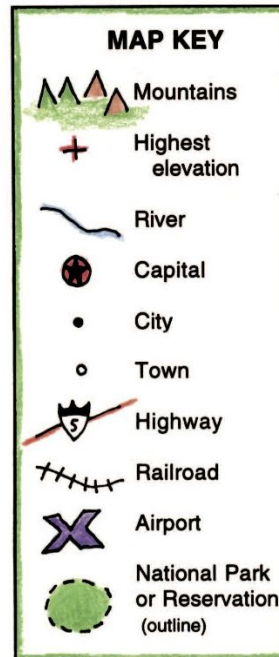 MAP KEY
Mountains
Highest
elevation
River
Capital
City
Town
5
Highway
Railroad
Airport
National Park
or Reservation
(outline)